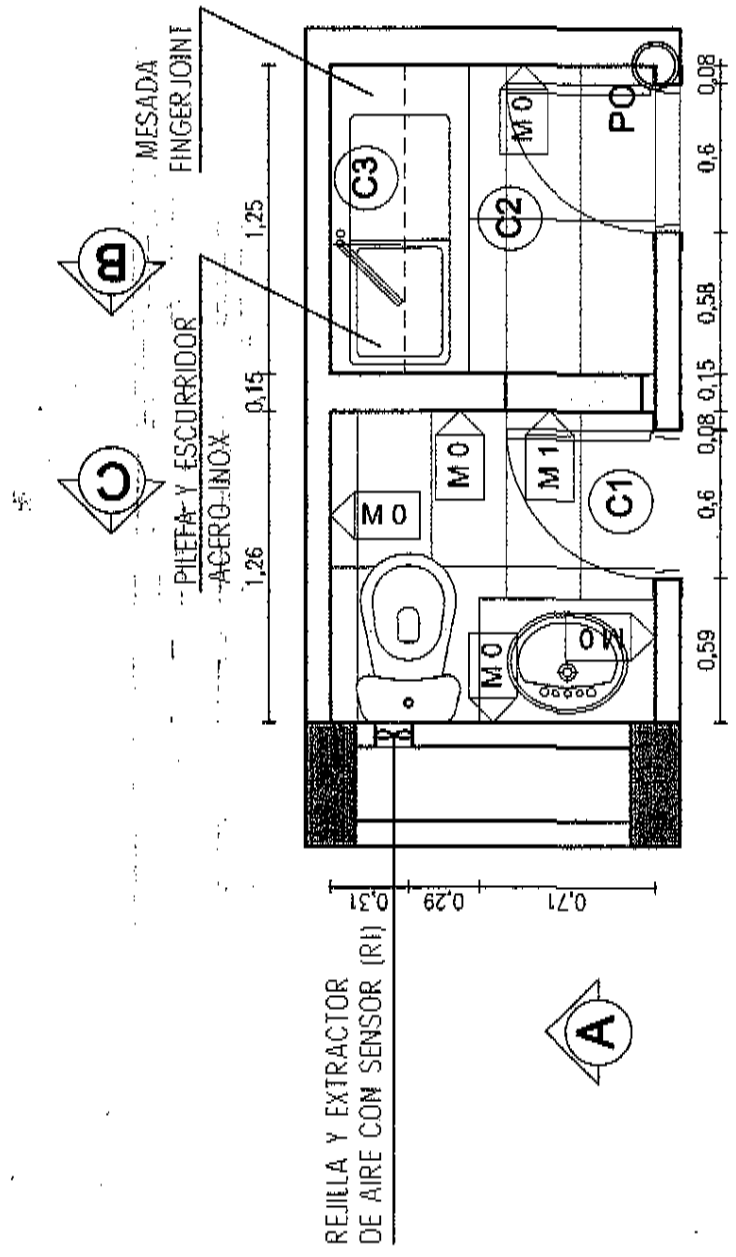 MESADA
FINGERJOINT
B
C
PILETA Y ESCURRIDOR
ACERO INOX
1,26
0,15
1,25
C3
C2
M 0
PO
M 0
M 0
M 1
C1
M 0
M 0
0,59
0,6
0,08
0,15
0,58
0,6
0,08
0,31
0,29
0,71
REJILLA Y EXTRACTOR
DE AIRE COM SENSOR (RI)
A